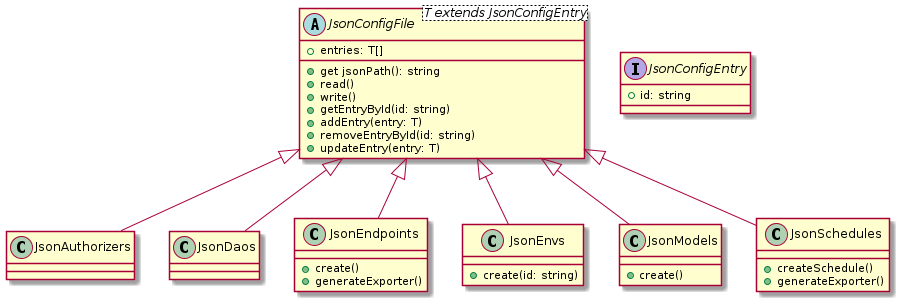 A JsonConfigFile T extends JsonConfigEntry
entries: T[]
get jsonPath(): string
read()
write()
getEntryById(id: string)
addEntry(entry: T)
removeEntryById(id: string)
updateEntry(entry: T)
I JsonConfigEntry
id: string
C JsonAuthorizers
C JsonDaos
C JsonEndpoints
create()
generateExporter()
C JsonEnvs
create(id: string)
C JsonModels
create()
C JsonSchedules
createSchedule()
generateExporter()